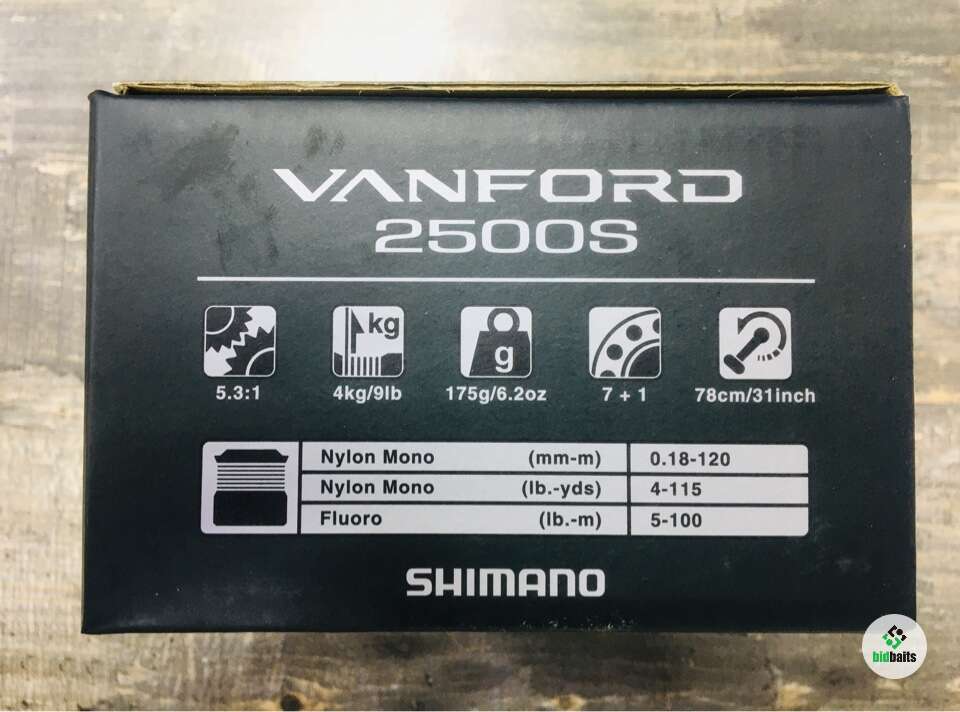 VANFORD
2500S
kg
g
5.3:1 4kg/9lb 175g/6.2oz 7 + 1 78cm/31inch
Nylon Mono (mm-m) 0.18-120
Nylon Mono (lb.-yds) 4-115
Fluoro (lb.-m) 5-100
SHIMANO
bidbaits